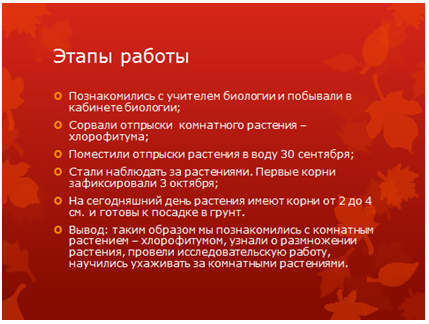 Этапы работы
Познакомились с учителем биологии и побывали в
кабинете биологии;
Сорвали отпрыски комнатного растения –
хлорофитума;
Поместили отпрыски растения в воду 30 сентября;
Стали наблюдать за растениями. Первые корни
зафиксировали 3 октября;
На сегодняшний день растения имеют корни от 2 до 4
см. и готовы к посадке в грунт.
Вывод: таким образом мы познакомились с комнатным
растением – хлорофитумом, узнали о размножении
растения, провели исследовательскую работу,
научились ухаживать за комнатными растениями.